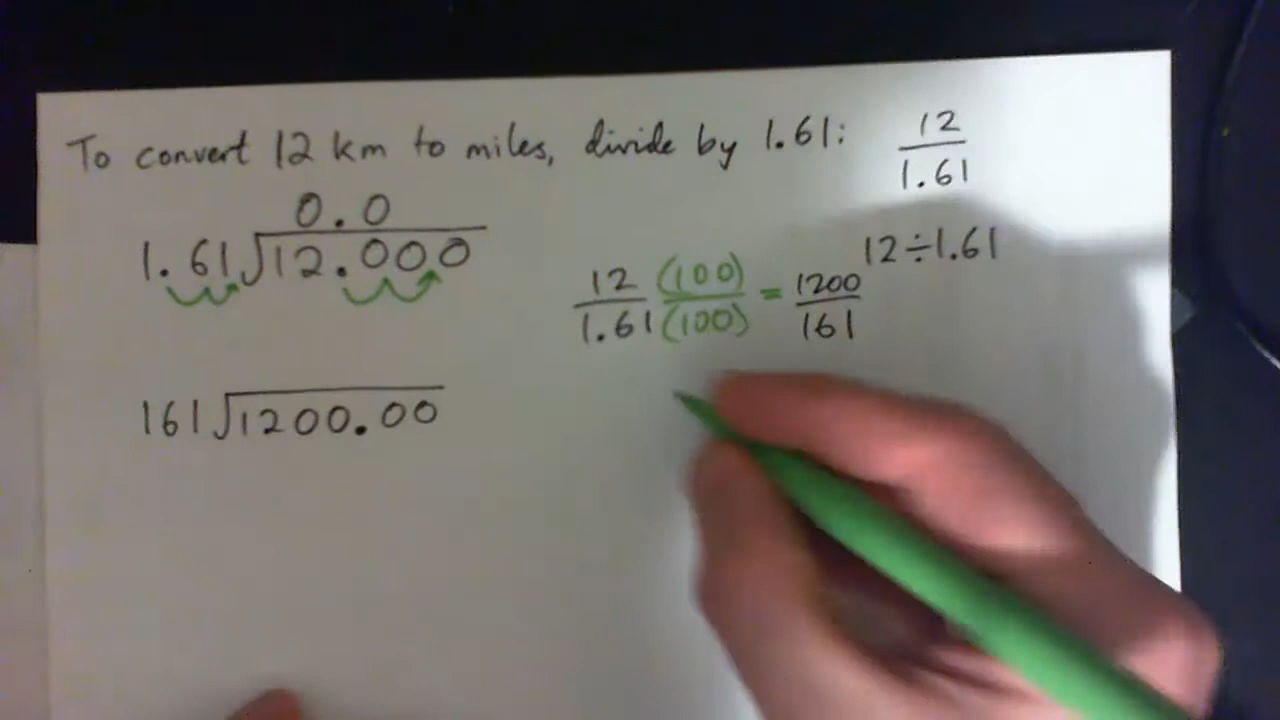 To convert 12 km to miles, divide by 1.61: 12/1.61
0.0
1.61√12.000
12÷1.61
12/1.61 (100)/(100) = 1200/161
161√1200.00